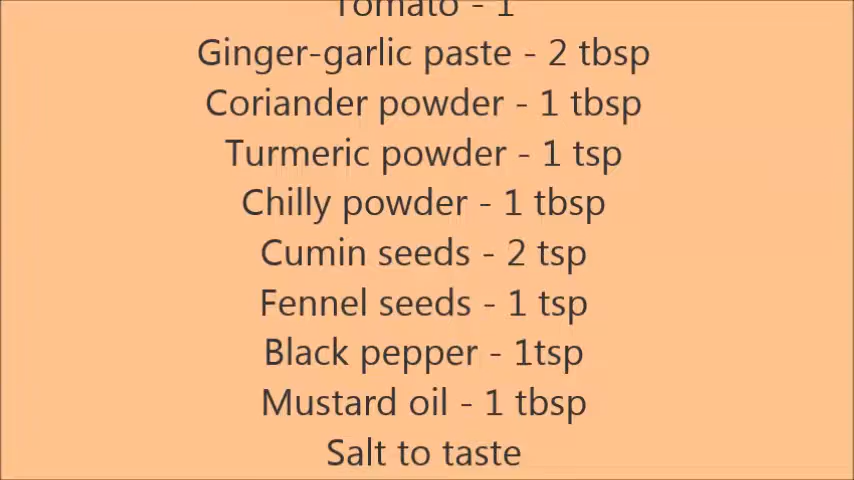 Tomato - 1
Ginger-garlic paste - 2 tbsp
Coriander powder - 1 tbsp
Turmeric powder - 1 tsp
Chilly powder - 1 tbsp
Cumin seeds - 2 tsp
Fennel seeds - 1 tsp
Black pepper - 1tsp
Mustard oil - 1 tbsp
Salt to taste